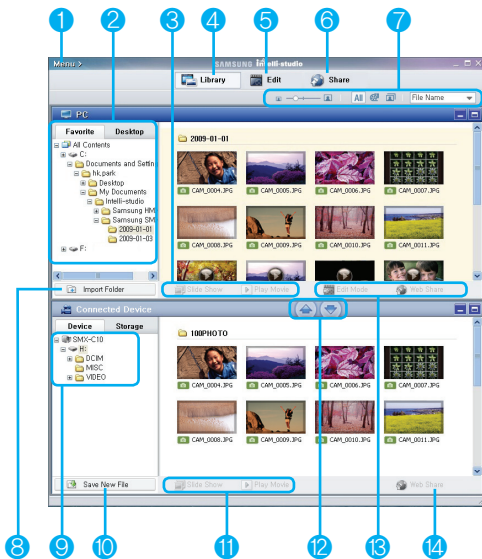 1 2 3 4 5 6 7
Menu > SAMSUNG intelli-studio
Library Edit Share
All File Name
PC
Favorite Desktop
2009-01-01
All Contents
C:
Documents and Settin
hk,park
Desktop
My Documents
Intelli-studio
Samsung HM
Samsung SM
2009-01-01
2009-01-03
F:
CAM_0004.JPG CAM_0005.JPG CAM_0006.JPG CAM_0007.JPG
CAM_0008.JPG CAM_0009.JPG CAM_0010.JPG CAM_0011.JPG
Import Folder Slide Show Play Movie Edit Mode Web Share
Connected Device
Device Storage
100PHOTO
SMX-C10
H:
DCIM
MISC
VIDEO
CAM_0004.JPG CAM_0005.JPG CAM_0006.JPG CAM_0007.JPG
CAM_0008.JPG CAM_0009.JPG CAM_0010.JPG CAM_0011.JPG
Save New File Slide Show Play Movie Web Share
8 9 10 11 12 13 14